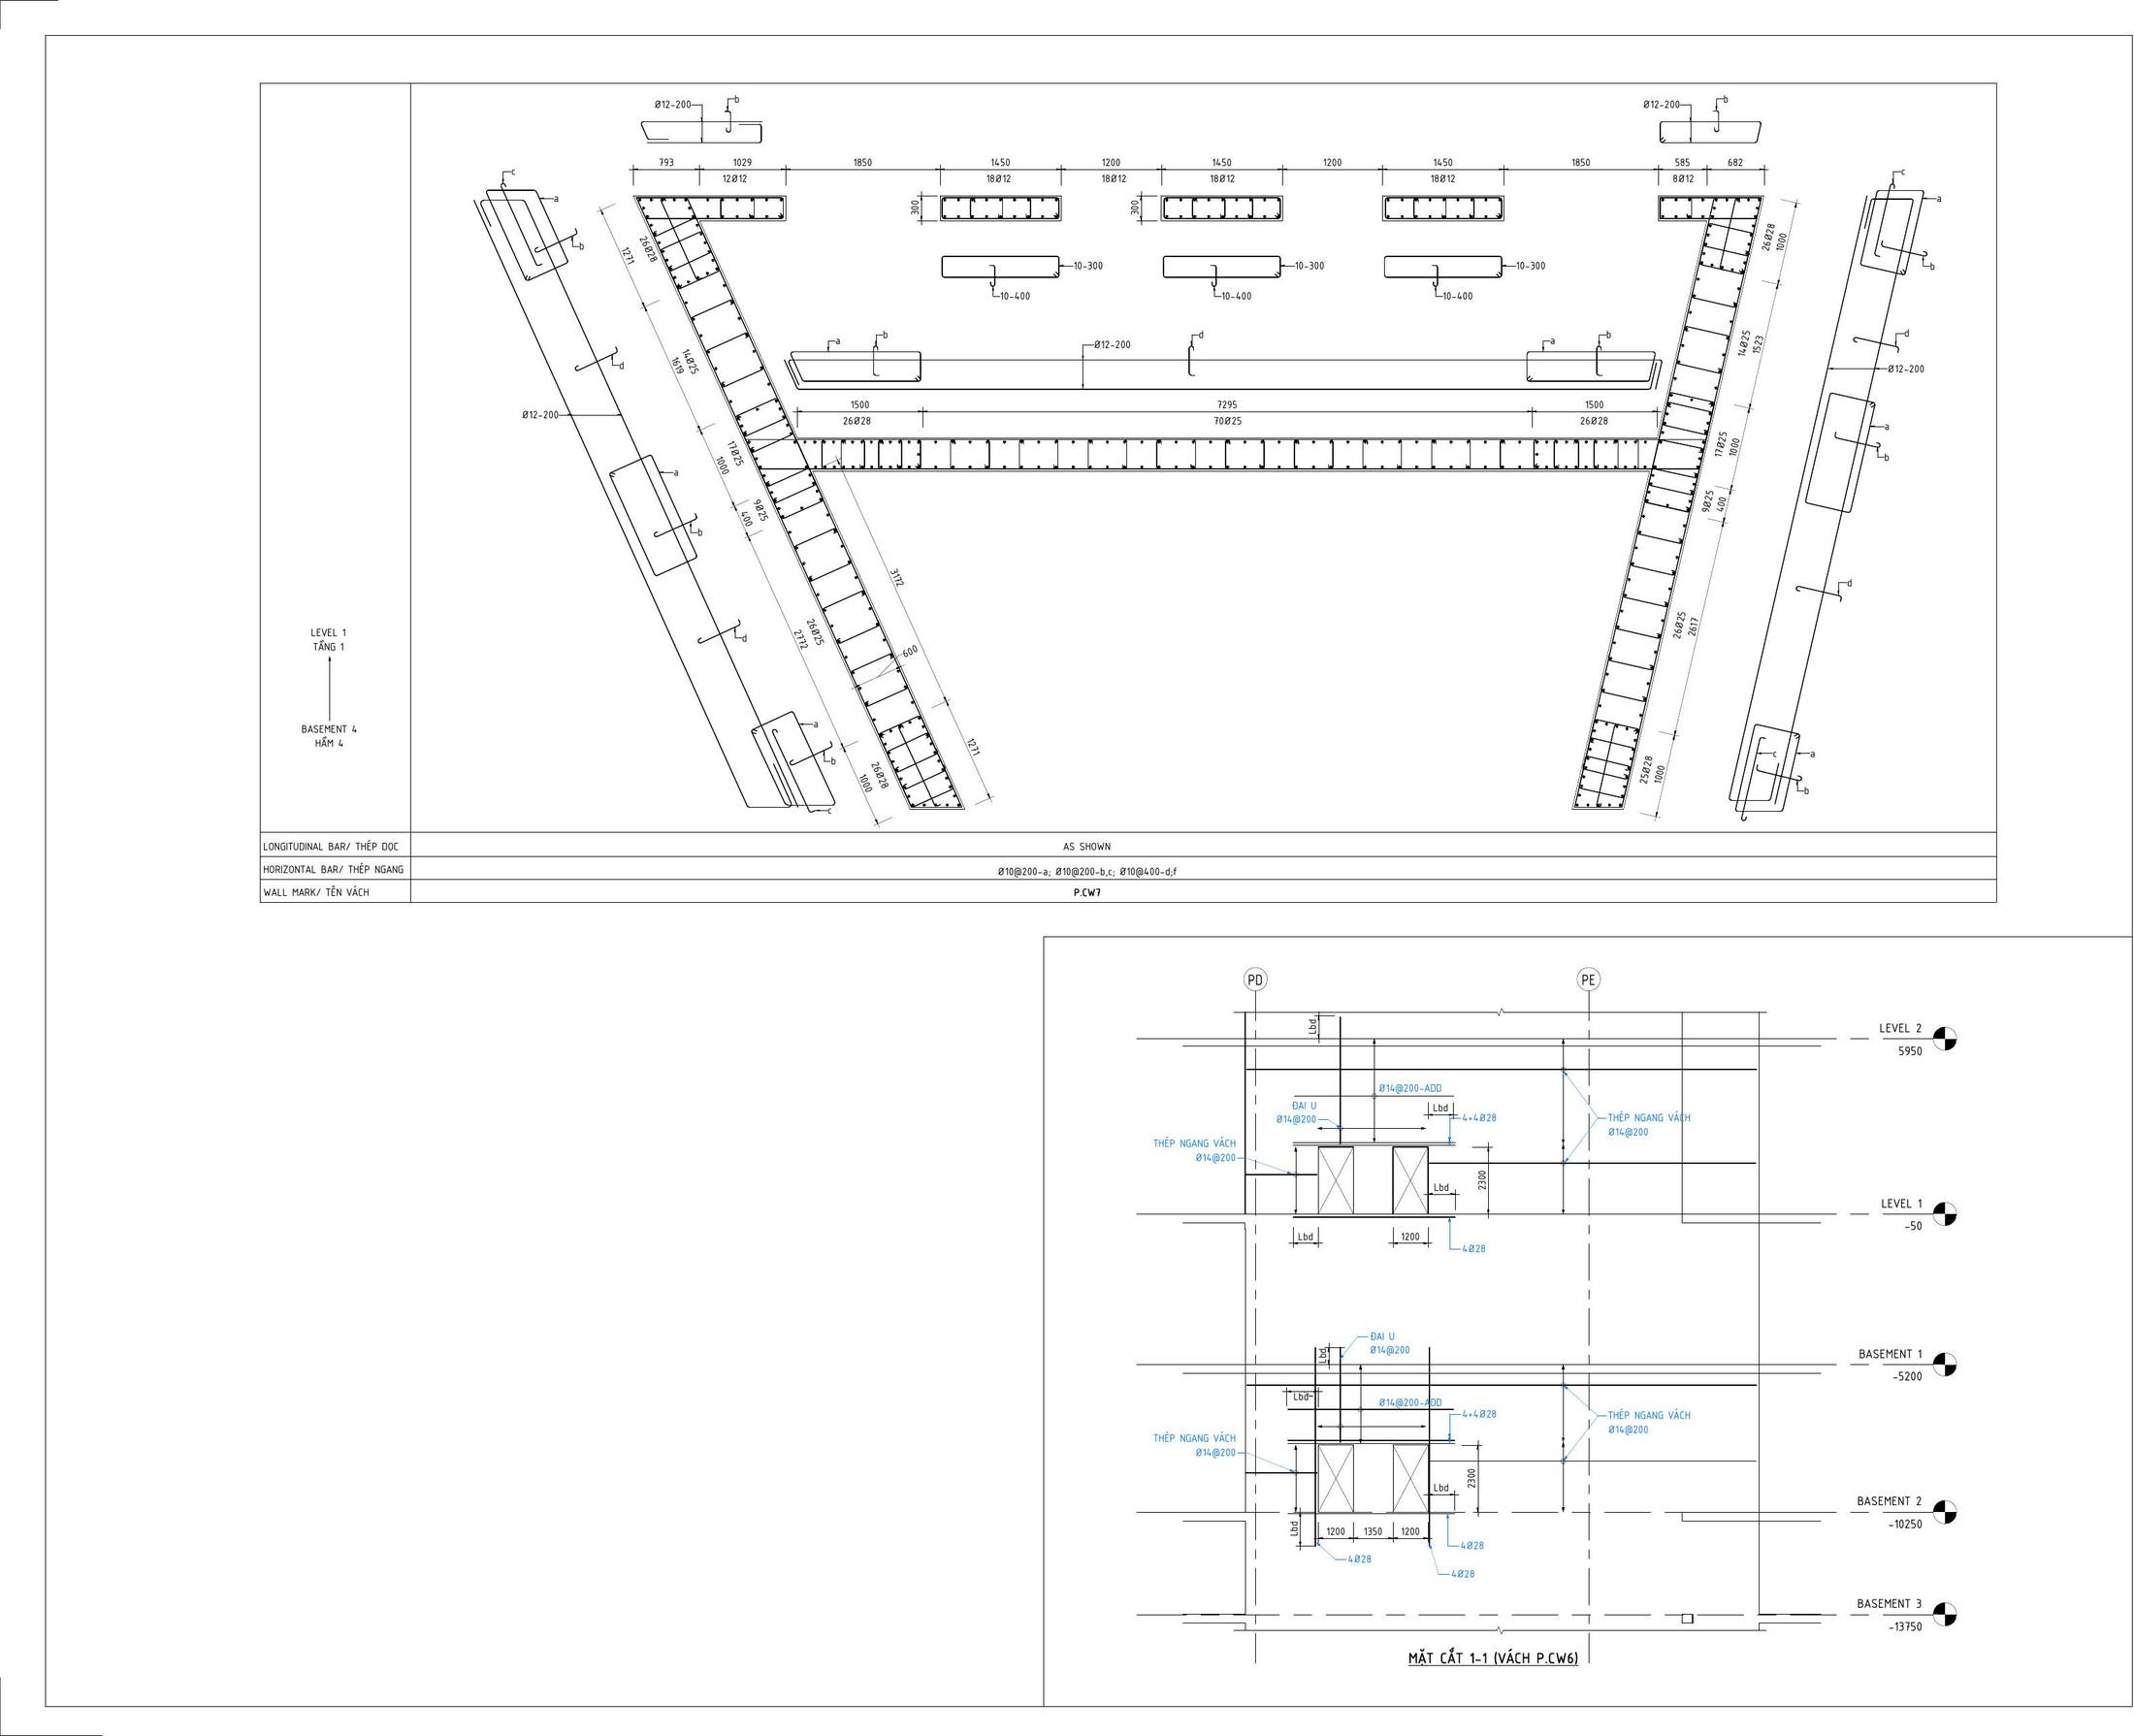 Ø12-200
b
Ø12-200
b
793
1029
1850
1450
1200
1450
1200
1450
1850
585
682
12Ø12
18Ø12
18Ø12
18Ø12
18Ø12
8Ø12
c
a
b
c
a
b
300
300
1271
26Ø28
26Ø28
1000
10-300
10-300
10-300
10-400
10-400
10-400
a
b
d
Ø12-200
a
b
d
d
14Ø25
1619
14Ø25
1523
Ø12-200
Ø12-200
1500
7295
1500
26Ø28
70Ø25
26Ø28
17Ø25
1000
17Ø25
1000
a
b
a
b
9Ø25
400
9Ø25
400
3172
d
d
26Ø25
2772
26Ø25
2617
600
LEVEL 1
TẦNG 1
BASEMENT 4
HẦM 4
a
b
c
26Ø28
1000
1271
25Ø28
1000
c
a
b
LONGITUDINAL BAR/ THÉP DỌC
AS SHOWN
HORIZONTAL BAR/ THÉP NGANG
Ø10@200-a; Ø10@200-b,c; Ø10@400-d;f
WALL MARK/ TÊN VÁCH
P.CW7
PD
PE
Lbd
LEVEL 2
5950
Ø14@200-ADD
ĐAI U
Ø14@200
Lbd
4+4Ø28
THÉP NGANG VÁCH
Ø14@200
THÉP NGANG VÁCH
Ø14@200
2300
Lbd
LEVEL 1
-50
Lbd
1200
4Ø28
ĐAI U
Ø14@200
Lbd
BASEMENT 1
-5200
Lbd
Ø14@200-ADD
4+4Ø28
THÉP NGANG VÁCH
Ø14@200
THÉP NGANG VÁCH
Ø14@200
2300
Lbd
BASEMENT 2
-10250
Lbd
1200
1350
1200
4Ø28
4Ø28
4Ø28
BASEMENT 3
-13750
MẶT CẮT 1-1 (VÁCH P.CW6)